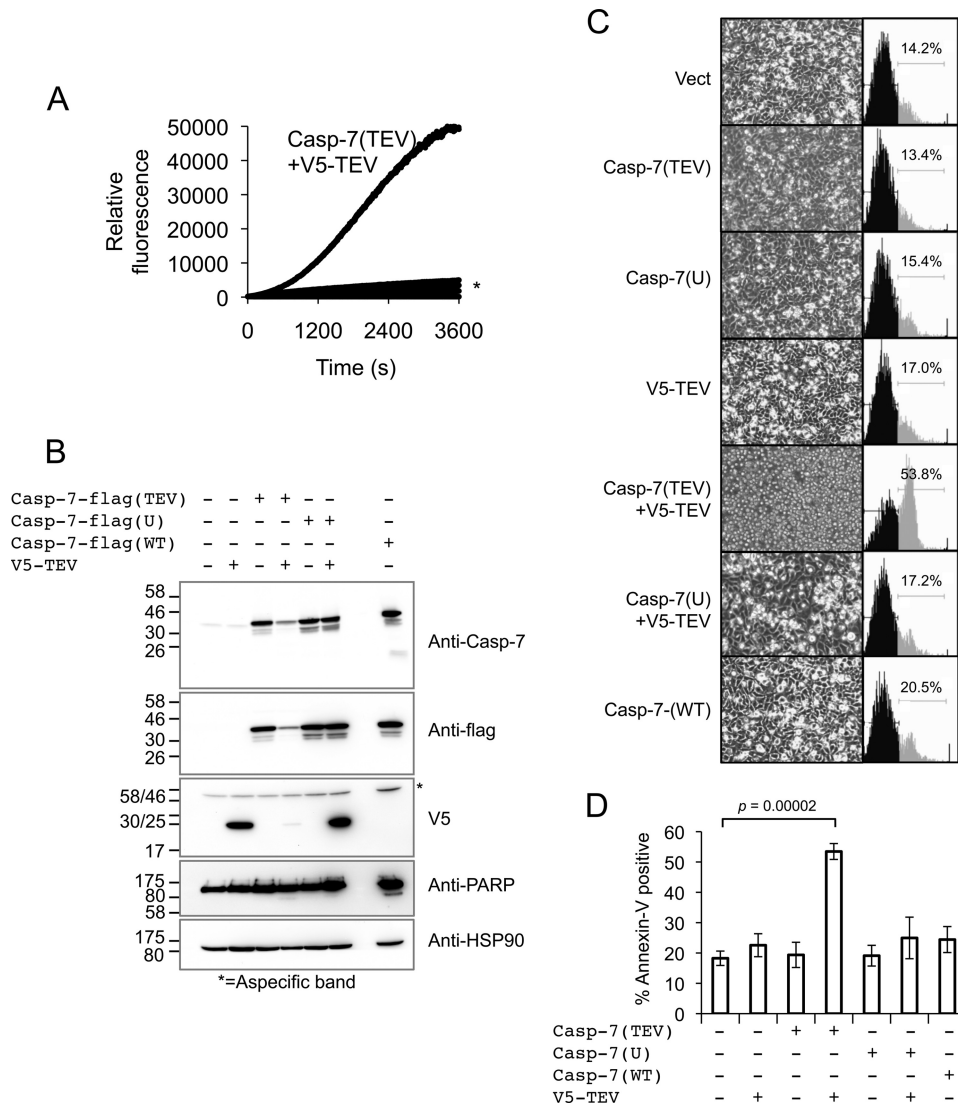 A
50000
40000
30000
20000
10000
0
Relative
fluorescence
Casp-7(TEV)
+V5-TEV
*
0 1200 2400 3600
Time (s)
B
Casp-7-flag(TEV) – – + + – – –
Casp-7-flag(U) – – – – + + –
Casp-7-flag(WT) – – – – – – +
V5-TEV – + – + – + –
58
46
30
26
Anti-Casp-7
58
46
30
26
Anti-flag
58/46
30/25
17
*
V5
175
80
58
Anti-PARP
175
80
Anti-HSP90
*=Aspecific band
C
Vect
14.2%
Casp-7(TEV)
13.4%
Casp-7(U)
15.4%
V5-TEV
17.0%
Casp-7(TEV)
+V5-TEV
53.8%
Casp-7(U)
+V5-TEV
17.2%
Casp-7-(WT)
20.5%
D
p = 0.00002
% Annexin-V positive
60
50
40
30
20
10
0
Casp-7(TEV) – – + + – – –
Casp-7(U) – – – – + + –
Casp-7(WT) – – – – – – +
V5-TEV – + – + – + –